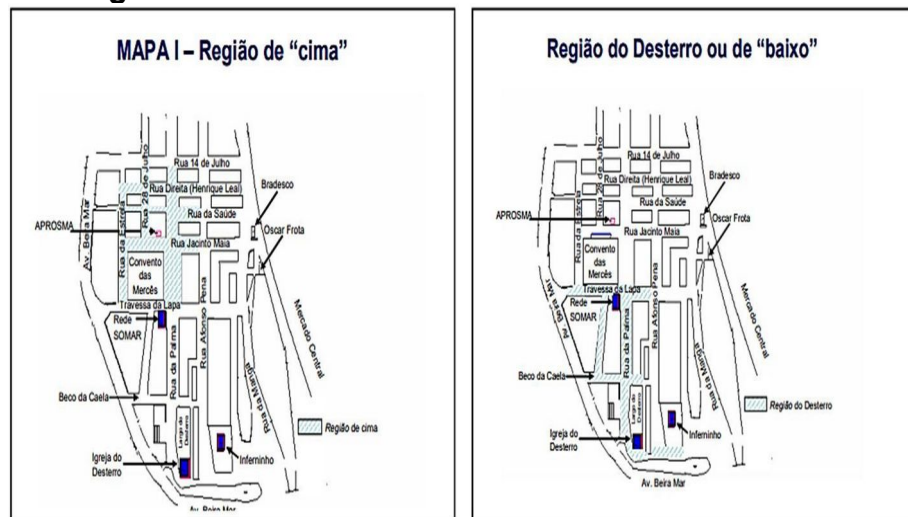 MAPA I – Região de “cima”
Rua 14 de Julho
Rua 28 de Julho
Rua Direita (Henrique Leal)
Bradesco
Rua da Estrela
Rua da Saúde
APROSMA
Oscar Frota
Av. Beira Mar
Rua Jacinto Maia
Convento
das
Mercês
Travessa da Lapa
Rede
SOMAR
Rua da Palma
Rua Afonso Pena
Mercado Central
Beco da Caela
Rua da Manga
Largo do
Desterro
Região de cima
Igreja do
Desterro
Inferninho
Av. Beira Mar
Região do Desterro ou de “baixo”
Rua 14 de Julho
Rua 28 de Julho
Rua Direita (Henrique Leal)
Bradesco
Rua da Estrela
Rua da Saúde
APROSMA
Oscar Frota
Rua Jacinto Maia
Convento
das
Mercês
Travessa da Lapa
Av. Beira Mar
Rede
SOMAR
Rua da Palma
Rua Afonso Pena
Mercado Central
Beco da Caela
Rua da Manga
Largo do
Desterro
Região do Desterro
Igreja do
Desterro
Inferninho
Av. Beira Mar